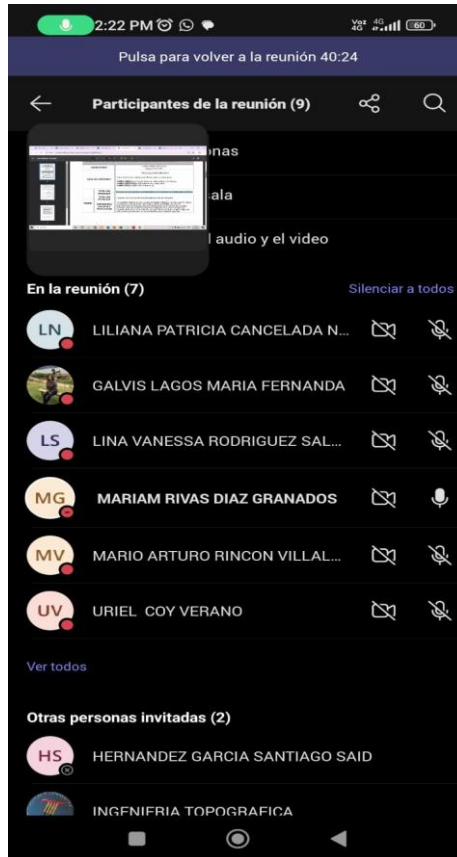 2:22 PM
Voz 4G 4G 60
Pulsa para volver a la reunión 40:24
Participantes de la reunión (9)
onas
ala
l audio y el video
En la reunión (7) Silenciar a todos
LN LILIANA PATRICIA CANCELADA N...
GALVIS LAGOS MARIA FERNANDA
LS LINA VANESSA RODRIGUEZ SAL...
MG MARIAM RIVAS DIAZ GRANADOS
MV MARIO ARTURO RINCON VILLAL...
UV URIEL COY VERANO
Ver todos
Otras personas invitadas (2)
HS HERNANDEZ GARCIA SANTIAGO SAID
INGENIERIA TOPOGRAFICA